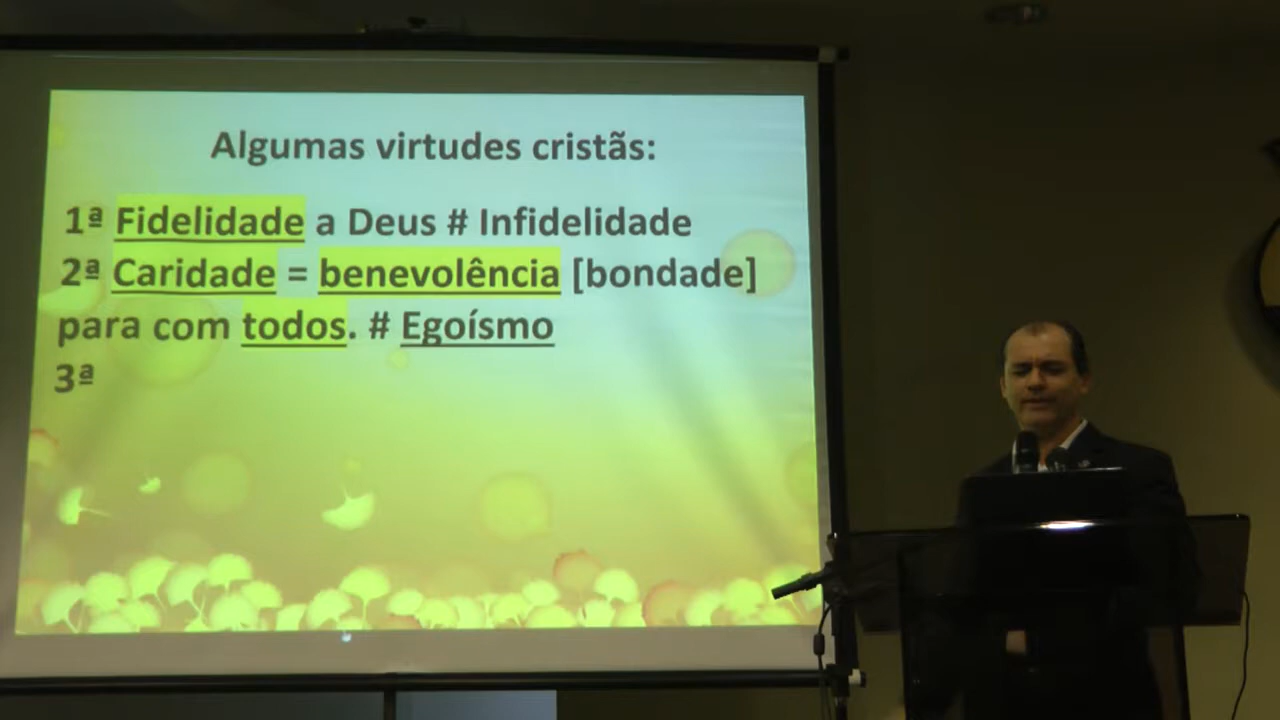 Algumas virtudes cristãs:
1ª Fidelidade a Deus # Infidelidade
2ª Caridade = benevolência [bondade]
para com todos. # Egoísmo
3ª